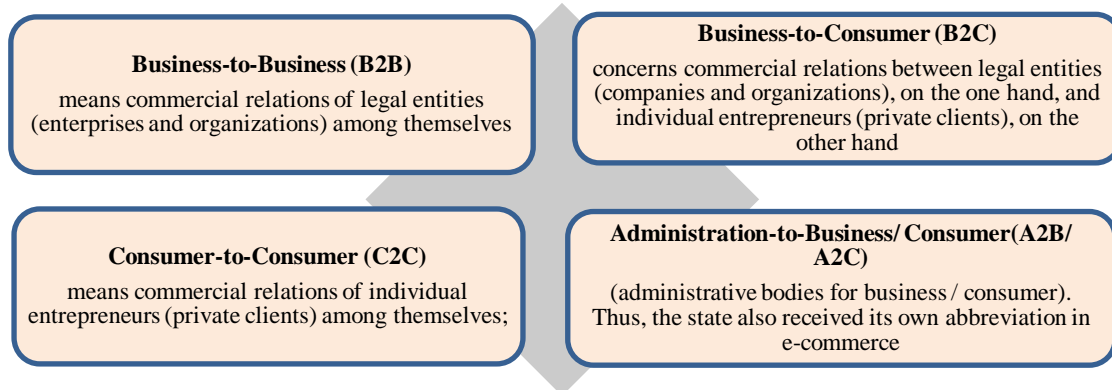 Business-to-Business (B2B)
means commercial relations of legal entities
(enterprises and organizations) among themselves
Business-to-Consumer (B2C)
concerns commercial relations between legal entities
(companies and organizations), on the one hand, and
individual entrepreneurs (private clients), on the
other hand
Consumer-to-Consumer (C2C)
means commercial relations of individual
entrepreneurs (private clients) among themselves;
Administration-to-Business/ Consumer(A2B/
A2C)
(administrative bodies for business / consumer).
Thus, the state also received its own abbreviation in
e-commerce